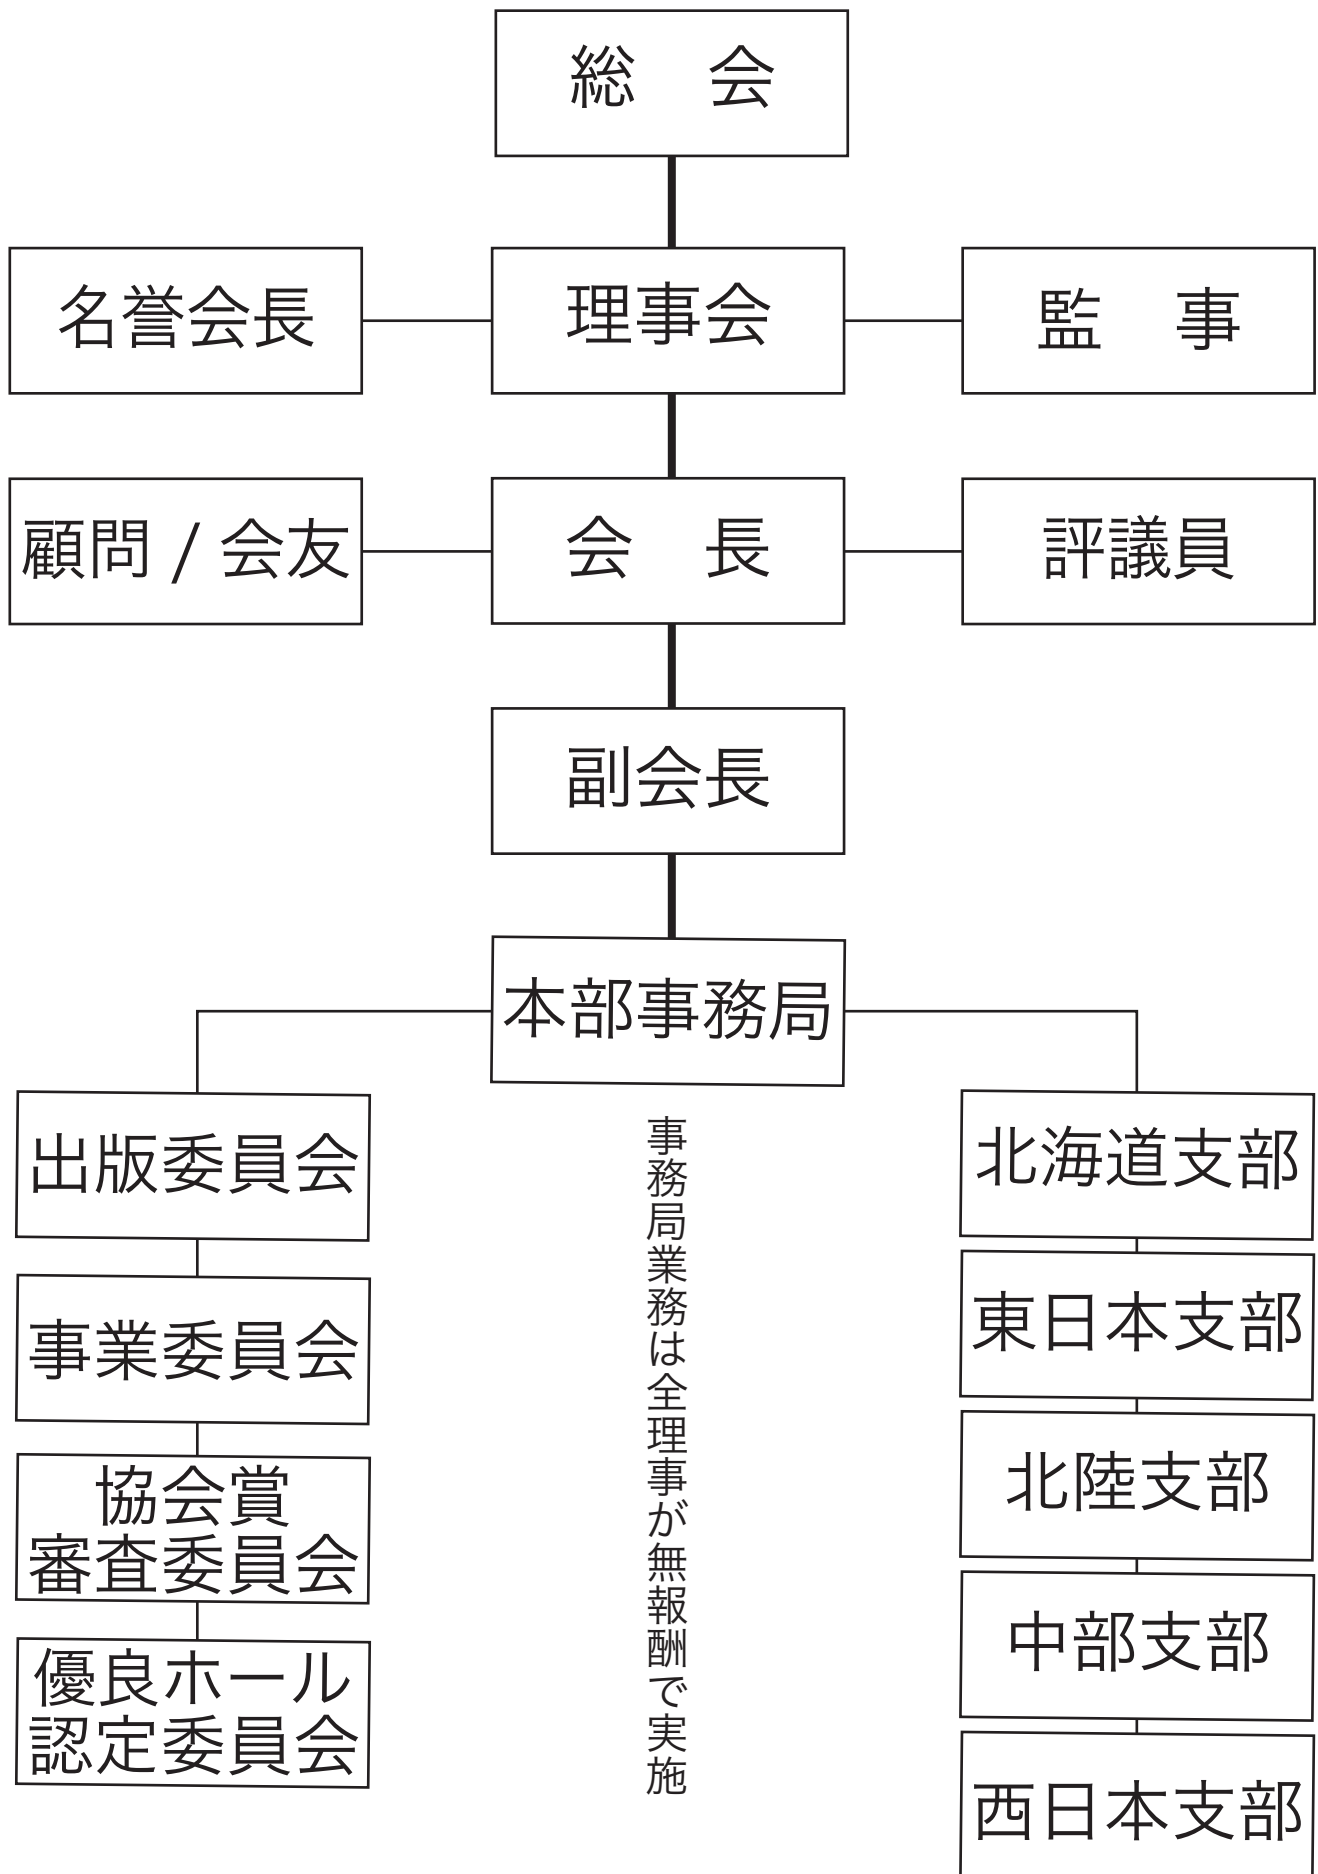 総　会
名誉会長
理事会
監　事
顧問 / 会友
会　長
評議員
副会長
本部事務局
出版委員会
事業委員会
協会賞
審査委員会
優良ホール
認定委員会
事務局業務は全理事が無報酬で実施
北海道支部
東日本支部
北陸支部
中部支部
西日本支部